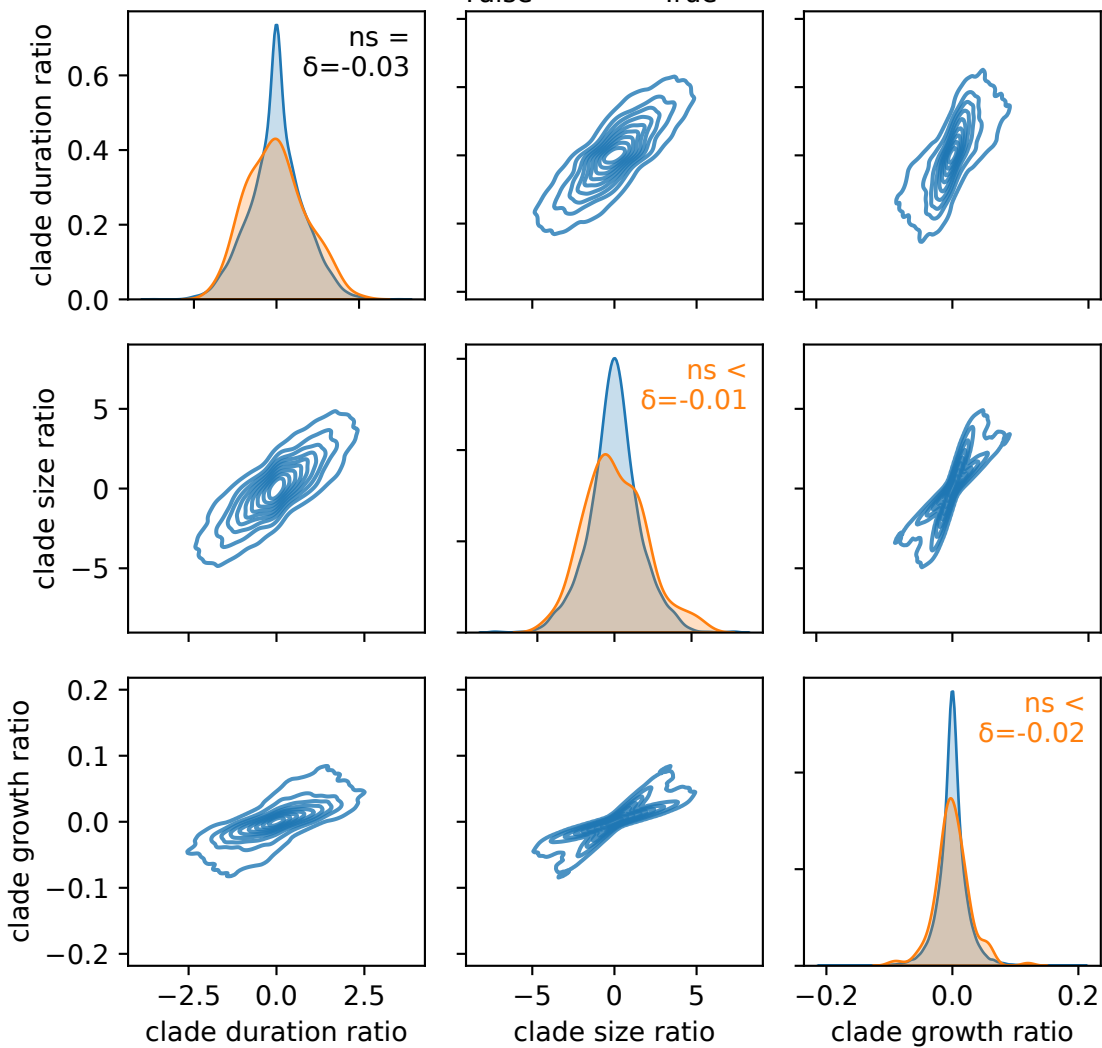 clade duration ratio
0.6
0.4
0.2
0.0
ns =
δ=-0.03
clade size ratio
5
0
−5
ns <
δ=-0.01
clade growth ratio
0.2
0.1
0.0
−0.1
−0.2
ns <
δ=-0.02
−2.5 0.0 2.5
−5 0 5
−0.2 0.0 0.2
clade duration ratio
clade size ratio
clade growth ratio